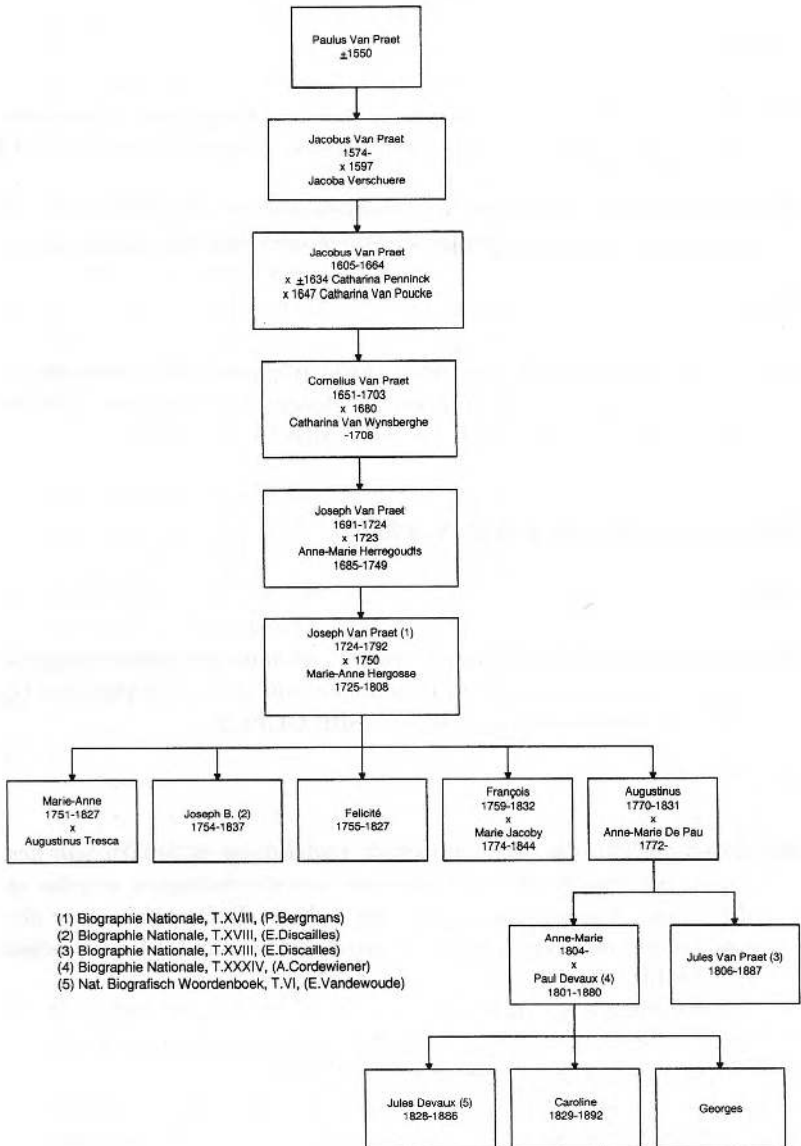 Paulus Van Praet
±1550
Jacobus Van Praet
1574-
x 1597
Jacoba Verschuere
Jacobus Van Praet
1605-1664
x ±1634 Catharina Penninck
x 1647 Catharina Van Poucke
Cornelius Van Praet
1651-1703
x 1680
Catharina Van Wynsberghe
-1708
Joseph Van Praet
1691-1724
x 1723
Anne-Marie Herregoudts
1685-1749
Joseph Van Praet (1)
1724-1792
x 1750
Marie-Anne Hergosse
1725-1808
Marie-Anne
1751-1827
x
Augustinus Tresca
Joseph B. (2)
1754-1837
Felicité
1755-1827
François
1759-1832
x
Marie Jacoby
1774-1844
Augustinus
1770-1831
x
Anne-Marie De Pau
1772-
(1) Biographie Nationale, T.XVIII, (P.Bergmans)
(2) Biographie Nationale, T.XVIII, (E.Discailles)
(3) Biographie Nationale, T.XVIII, (E.Discailles)
(4) Biographie Nationale, T.XXXIV, (A.Cordewiener)
(5) Nat. Biografisch Woordenboek, T.VI, (E.Vandewoude)
Anne-Marie
1804-
x
Paul Devaux (4)
1801-1880
Jules Van Praet (3)
1806-1887
Jules Devaux (5)
1828-1886
Caroline
1829-1892
Georges